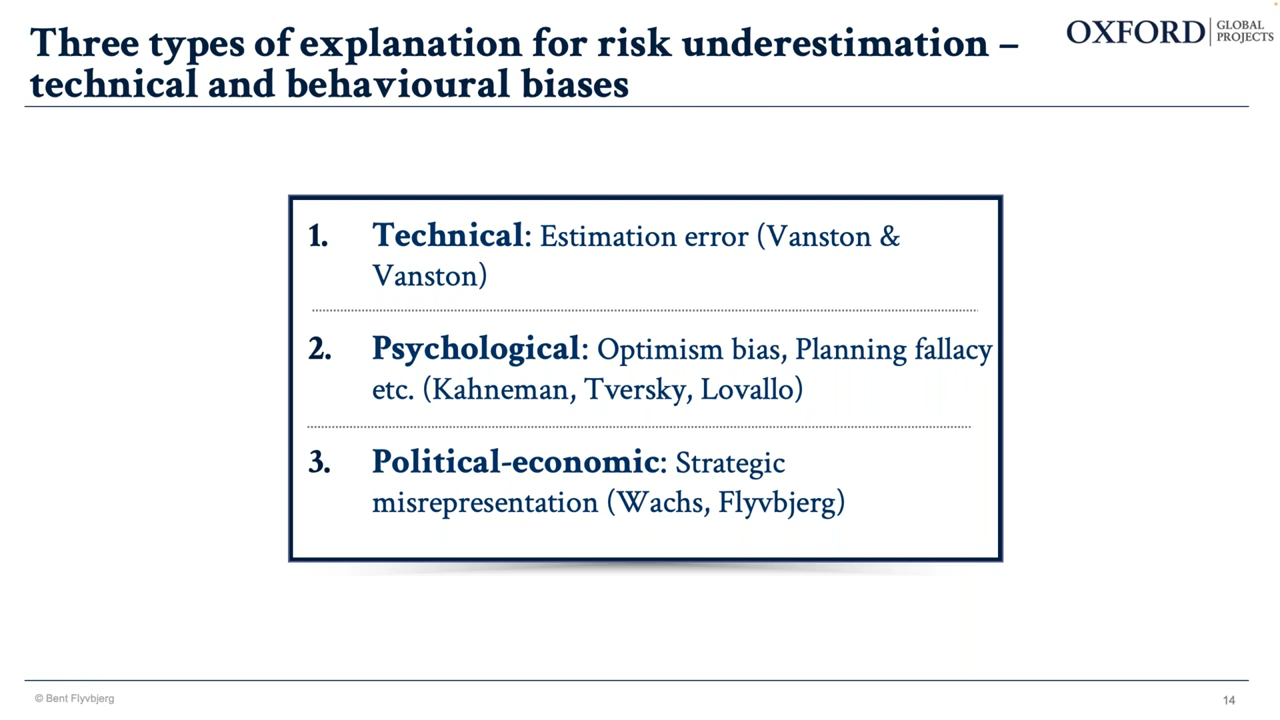 Three types of explanation for risk underestimation –
technical and behavioural biases
OXFORD
GLOBAL
PROJECTS
1. Technical: Estimation error (Vanston &
Vanston)
2. Psychological: Optimism bias, Planning fallacy
etc. (Kahneman, Tversky, Lovallo)
3. Political-economic: Strategic
misrepresentation (Wachs, Flyvbjerg)
© Bent Flyvbjerg
14